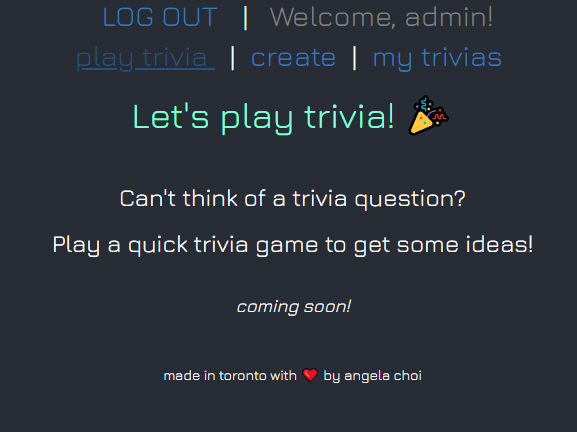 LOG OUT | Welcome, admin!
play trivia | create | my trivias
Let's play trivia! 🎉
Can't think of a trivia question?
Play a quick trivia game to get some ideas!
coming soon!
made in toronto with ❤️ by angela choi